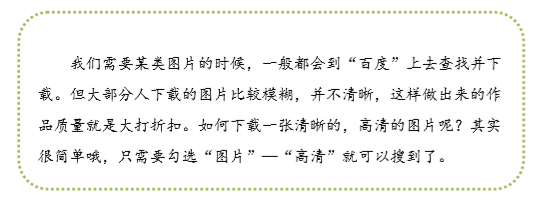 我们需要某类图片的时候，一般都会到“百度”上去查找并下
载。但大部分人下载的图片比较模糊，并不清晰，这样做出来的作
品质量就是大打折扣。如何下载一张清晰的，高清的图片呢？其实
很简单哦，只需要勾选“图片”—“高清”就可以搜到了。